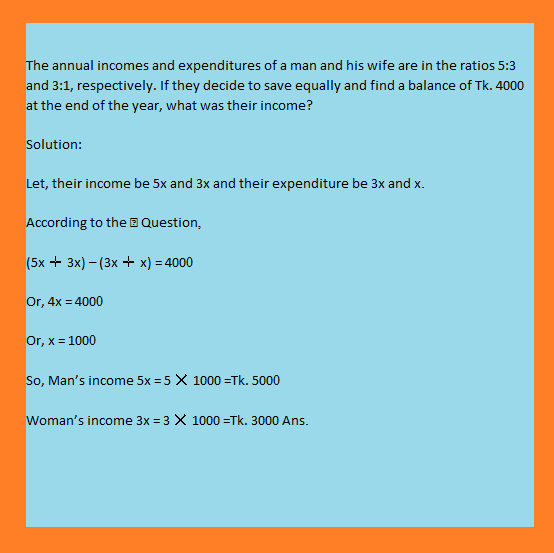 The annual incomes and expenditures of a man and his wife are in the ratios 5:3
and 3:1, respectively. If they decide to save equally and find a balance of Tk. 4000
at the end of the year, what was their income?
Solution:
Let, their income be 5x and 3x and their expenditure be 3x and x.
According to the Question,
(5x + 3x) – (3x + x) = 4000
Or, 4x = 4000
Or, x = 1000
So, Man's income 5x = 5 × 1000 =Tk. 5000
Woman's income 3x = 3 × 1000 =Tk. 3000 Ans.